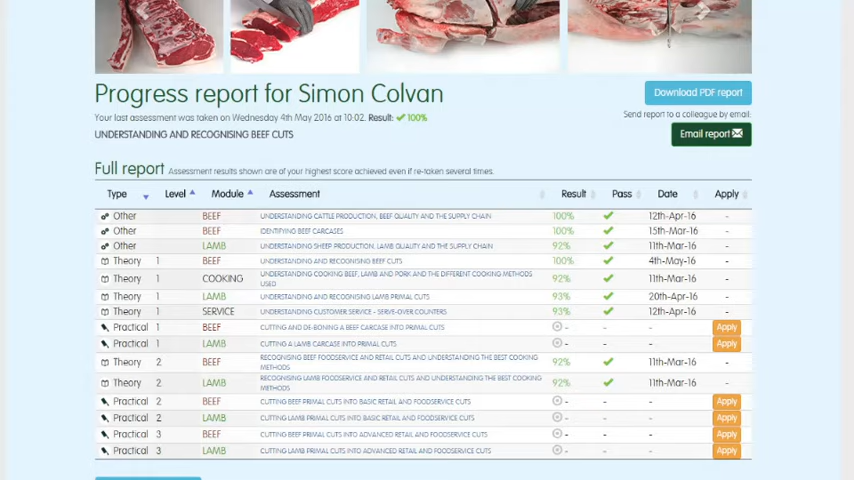 Progress report for Simon Colvan
Download PDF report
Your last assessment was taken on Wednesday 4th May 2016 at 10:02. Result: 100%
Send report to a colleague by email:
UNDERSTANDING AND RECOGNISING BEEF CUTS
Email report
Full report Assessment results shown are of your highest score achieved even if re-taken several times.
Type Level Module Assessment Result Pass Date Apply
Other BEEF UNDERSTANDING CATTLE PRODUCTION, BEEF QUALITY AND THE SUPPLY CHAIN 100% 12th-Apr-16 -
Other BEEF IDENTIFYING BEEF CARCASES 100% 15th-Mar-16 -
Other LAMB UNDERSTANDING SHEEP PRODUCTION, LAMB QUALITY AND THE SUPPLY CHAIN 92% 11th-Mar-16 -
Theory 1 BEEF UNDERSTANDING AND RECOGNISING BEEF CUTS 100% 4th-May-16 -
Theory 1 COOKING UNDERSTANDING COOKING BEEF, LAMB AND PORK AND THE DIFFERENT COOKING METHODS 92% 11th-Mar-16 -
USED
Theory 1 LAMB UNDERSTANDING AND RECOGNISING LAMB PRIMAL CUTS 93% 20th-Apr-16 -
Theory 1 SERVICE UNDERSTANDING CUSTOMER SERVICE - SERVE-OVER COUNTERS 93% 12th-Apr-16 -
Practical 1 BEEF CUTTING AND DE-BONING A BEEF CARCASE INTO PRIMAL CUTS - - - Apply
Practical 1 LAMB CUTTING A LAMB CARCASE INTO PRIMAL CUTS - - - Apply
Theory 2 BEEF RECOGNISING BEEF FOODSERVICE AND RETAIL CUTS AND UNDERSTANDING THE BEST COOKING 92% 11th-Mar-16 -
METHODS
Theory 2 LAMB RECOGNISING LAMB FOODSERVICE AND RETAIL CUTS AND UNDERSTANDING THE BEST COOKING 92% 11th-Mar-16 -
METHODS
Practical 2 BEEF CUTTING BEEF PRIMAL CUTS INTO BASIC RETAIL AND FOODSERVICE CUTS - - - Apply
Practical 2 LAMB CUTTING LAMB PRIMAL CUTS INTO BASIC RETAIL AND FOODSERVICE CUTS - - - Apply
Practical 3 BEEF CUTTING BEEF PRIMAL CUTS INTO ADVANCED RETAIL AND FOODSERVICE CUTS - - - Apply
Practical 3 LAMB CUTTING LAMB PRIMAL CUTS INTO ADVANCED RETAIL AND FOODSERVICE CUTS - - - Apply